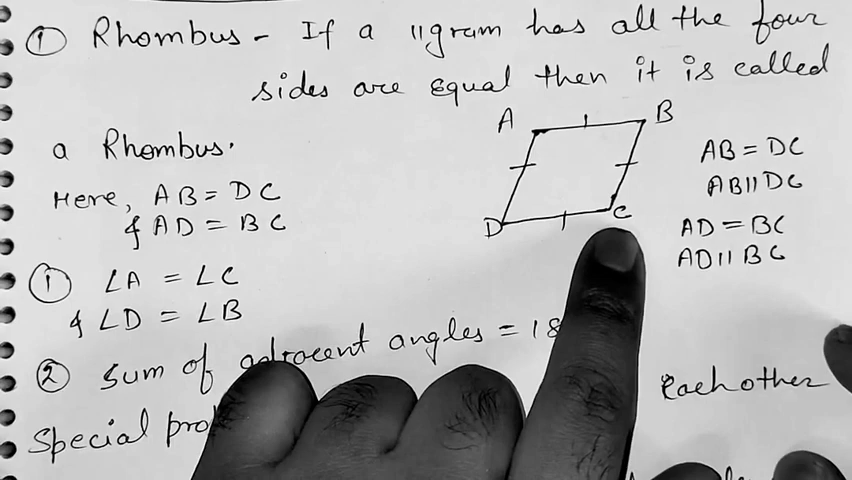 ① Rhombus - If a ||gram has all the four
sides are equal then it is called
a Rhombus.
Here, AB = DC
& AD = BC
A B
D C
AB = DC
AB || DC
AD = BC
AD || BC
① ∠A = ∠C
& ∠D = ∠B
② Sum of adjacent angles = 18
each other
Special